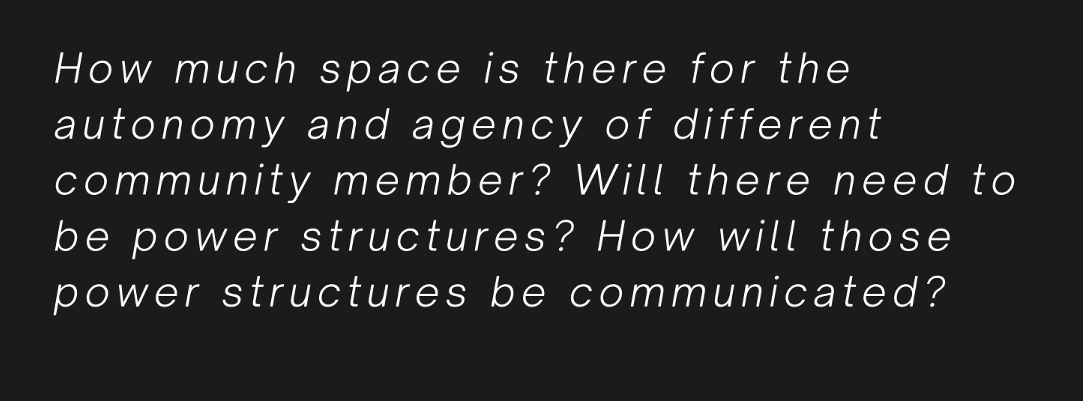 How much space is there for the
autonomy and agency of different
community member? Will there need to
be power structures? How will those
power structures be communicated?